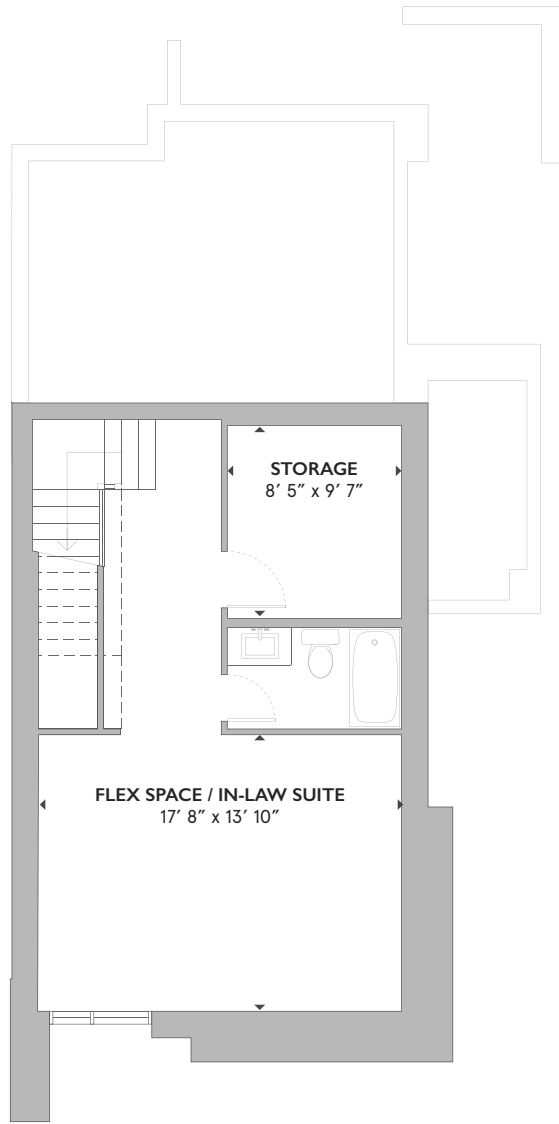 STORAGE
8′ 5″ x 9′ 7″
FLEX SPACE / IN-LAW SUITE
17′ 8″ x 13′ 10″